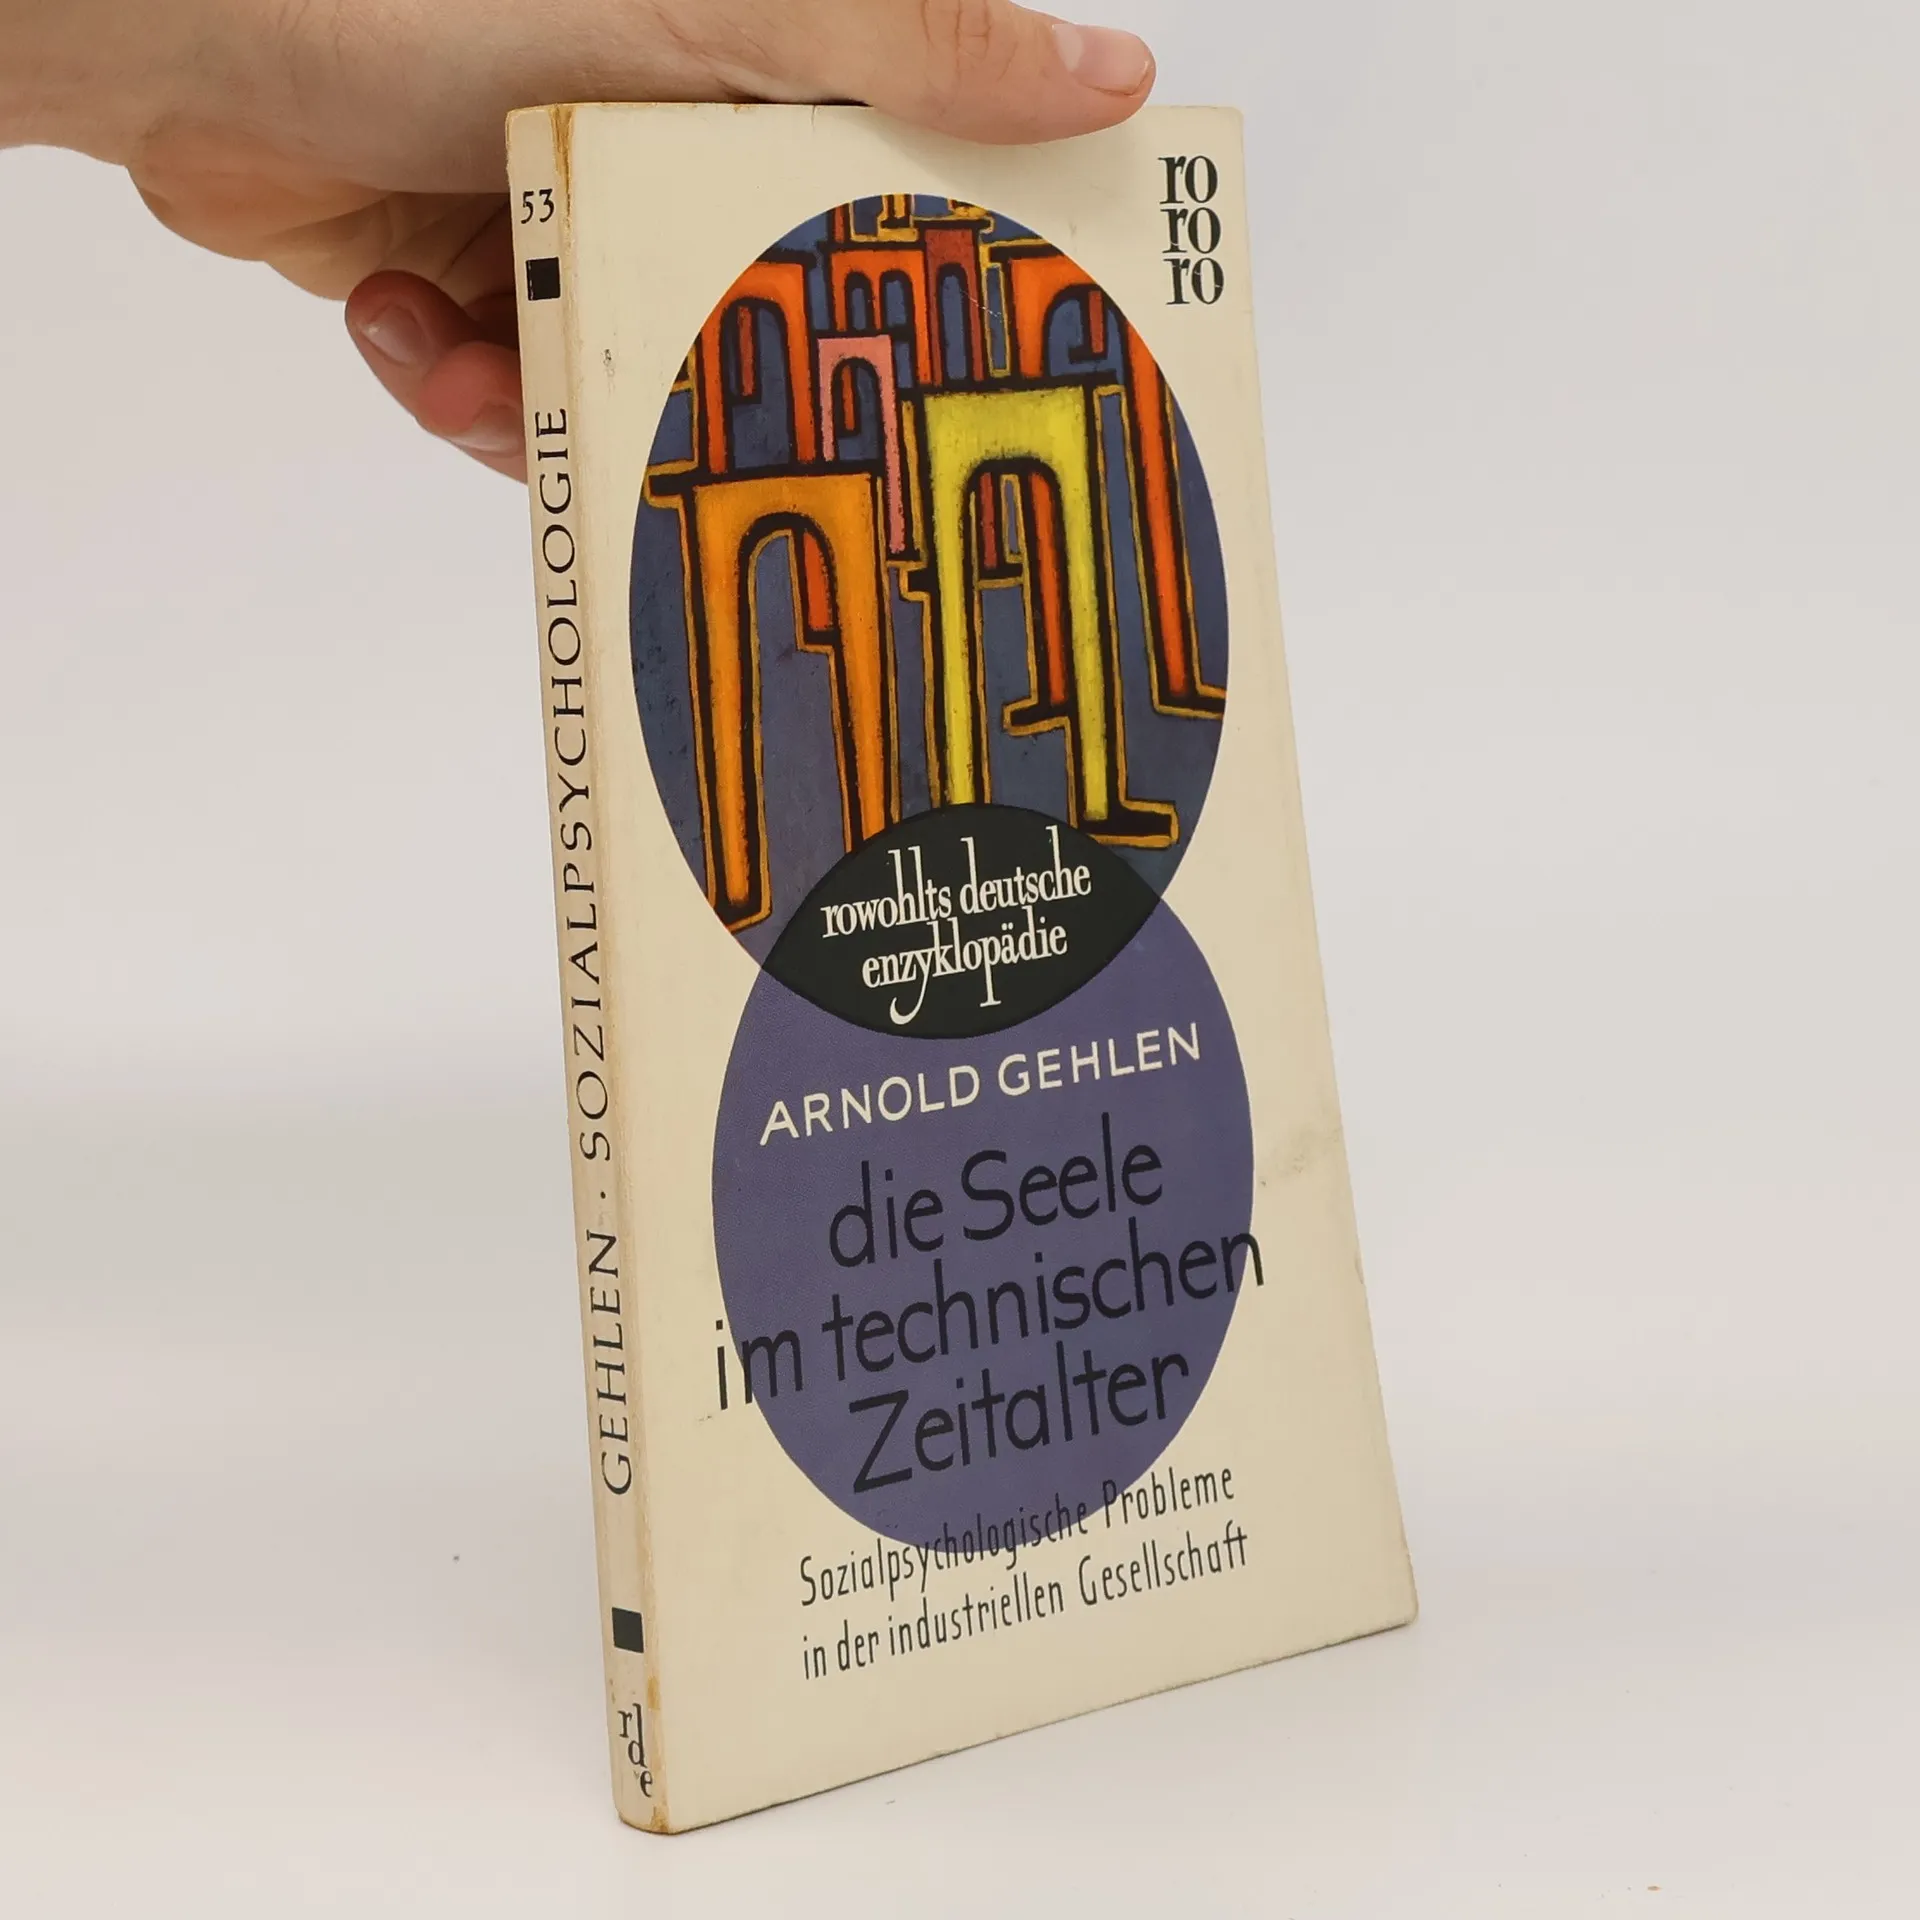 53
GEHLEN · SOZIALPSYCHOLOGIE
rde
ro
ro
ro
rowohlts deutsche
enzyklopädie
ARNOLD GEHLEN
die Seele
im technischen
Zeitalter
Sozialpsychologische Probleme
in der industriellen Gesellschaft